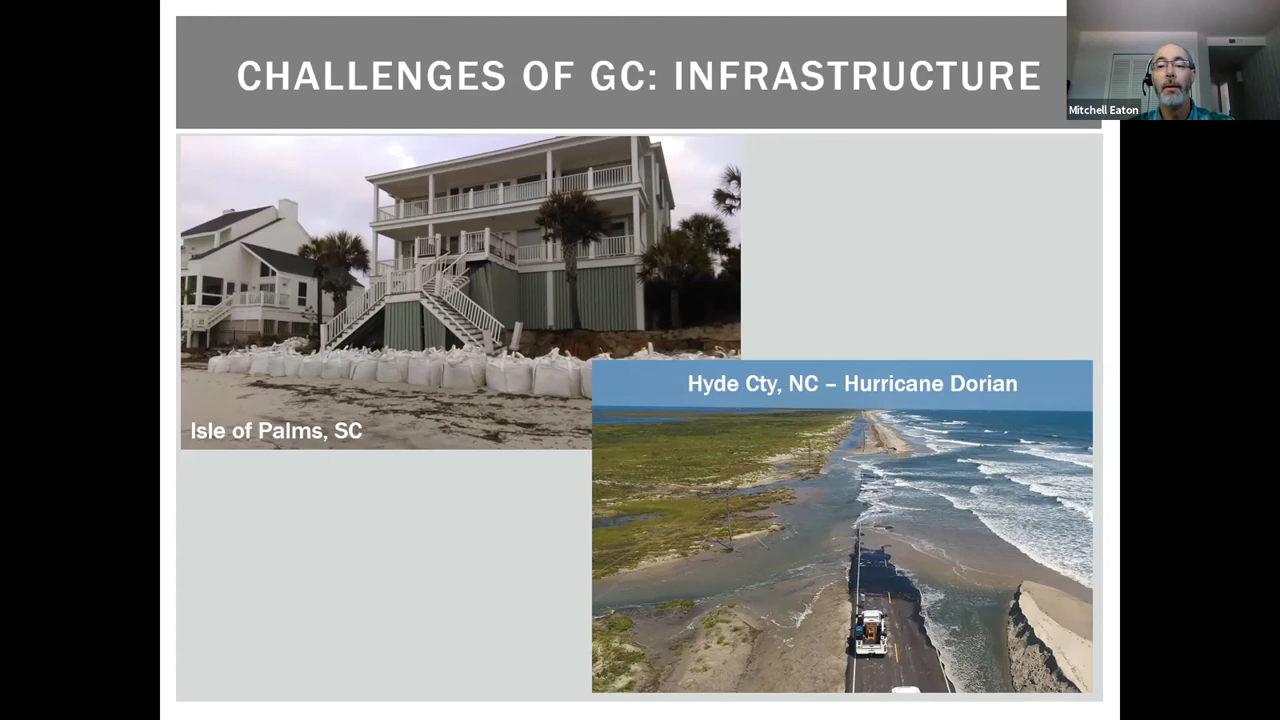 CHALLENGES OF GC: INFRASTRUCTURE
Mitchell Eaton
Isle of Palms, SC
Hyde Cty, NC – Hurricane Dorian